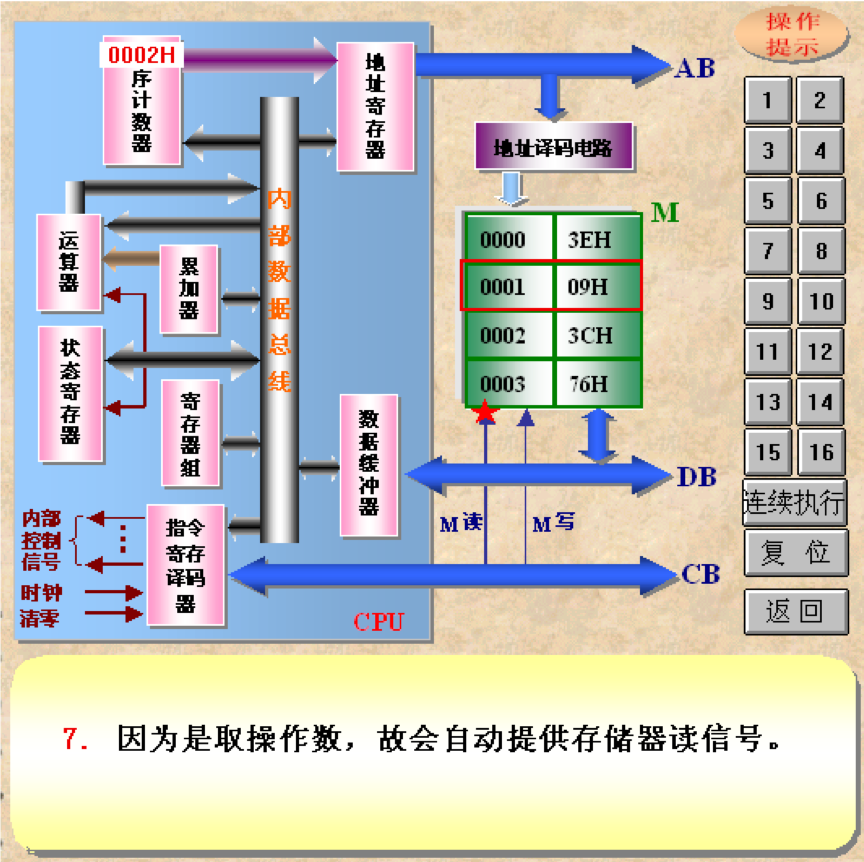 操作
提示
0002H
序计数器
地址寄存器
AB
地址译码电路
1
2
3
4
5
6
7
8
9
10
11
12
13
14
15
16
连续执行
复 位
返 回
内部数据总线
运算器
累加器
状态寄存器
寄存器组
数据缓冲器
M
0000 3EH
0001 09H
0002 3CH
0003 76H
DB
M 读
M 写
CB
指令
寄存
译码
器
内部
控制
信号
时钟
清零
CPU
7. 因为是取操作数，故会自动提供存储器读信号。